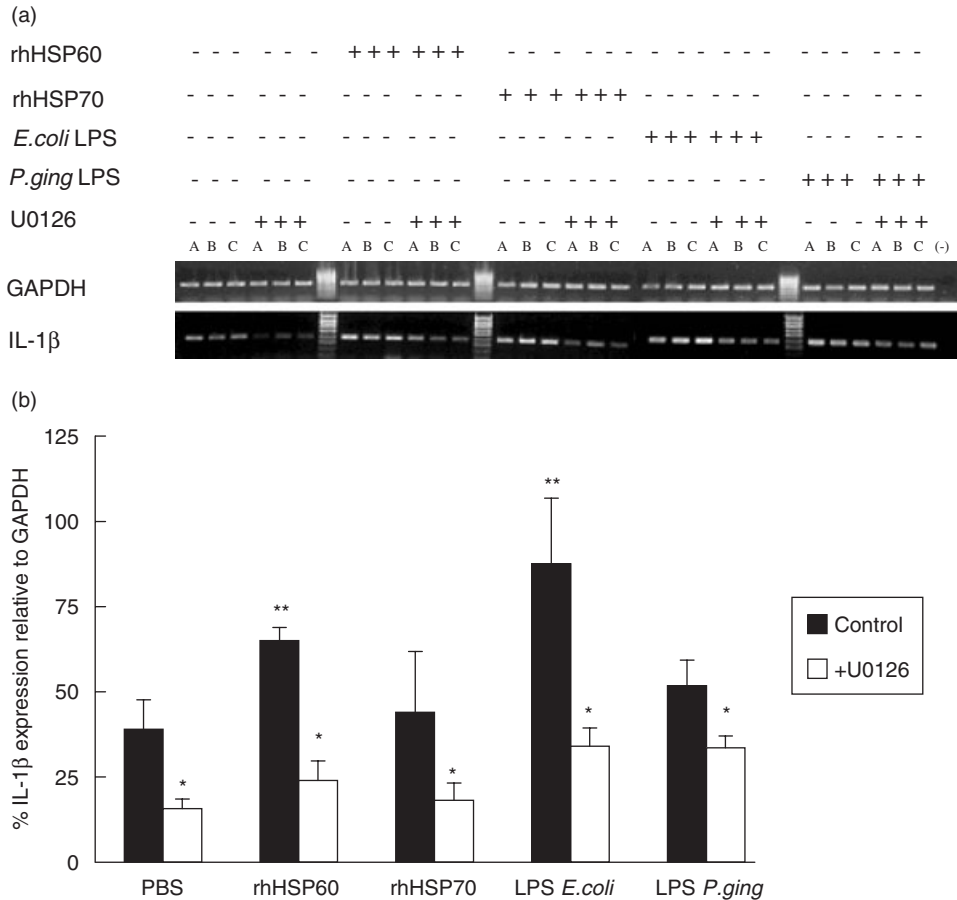 (a)
rhHSP60 - - - - - - + + + + + + - - - - - - - - - - - - - - - - - -
rhHSP70 - - - - - - - - - - - - + + + + + + - - - - - - - - - - - -
E.coli LPS - - - - - - - - - - - - - - - - - - + + + + + + - - - - - -
P.ging LPS - - - - - - - - - - - - - - - - - - - - - - - - + + + + + +
U0126 - - - + + + - - - + + + - - - + + + - - - + + + - - - + + +
A B C A B C A B C A B C A B C A B C A B C A B C A B C A B C (-)
GAPDH
IL-1β
(b)
% IL-1β expression relative to GAPDH
125
100
75
50
25
0
** * * * ** * *
Control
+U0126
PBS rhHSP60 rhHSP70 LPS E.coli LPS P.ging